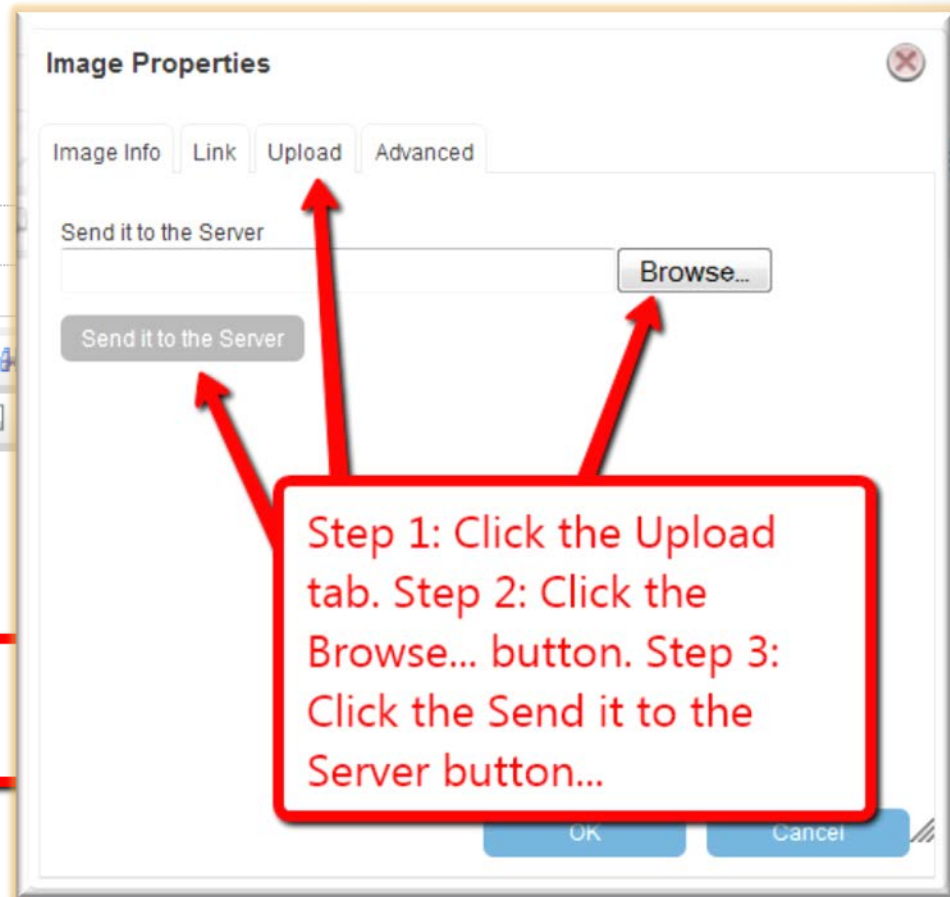 Image Properties
Image Info Link Upload Advanced
Send it to the Server
Browse...
Send it to the Server
Step 1: Click the Upload
tab. Step 2: Click the
Browse... button. Step 3:
Click the Send it to the
Server button...
OK Cancel